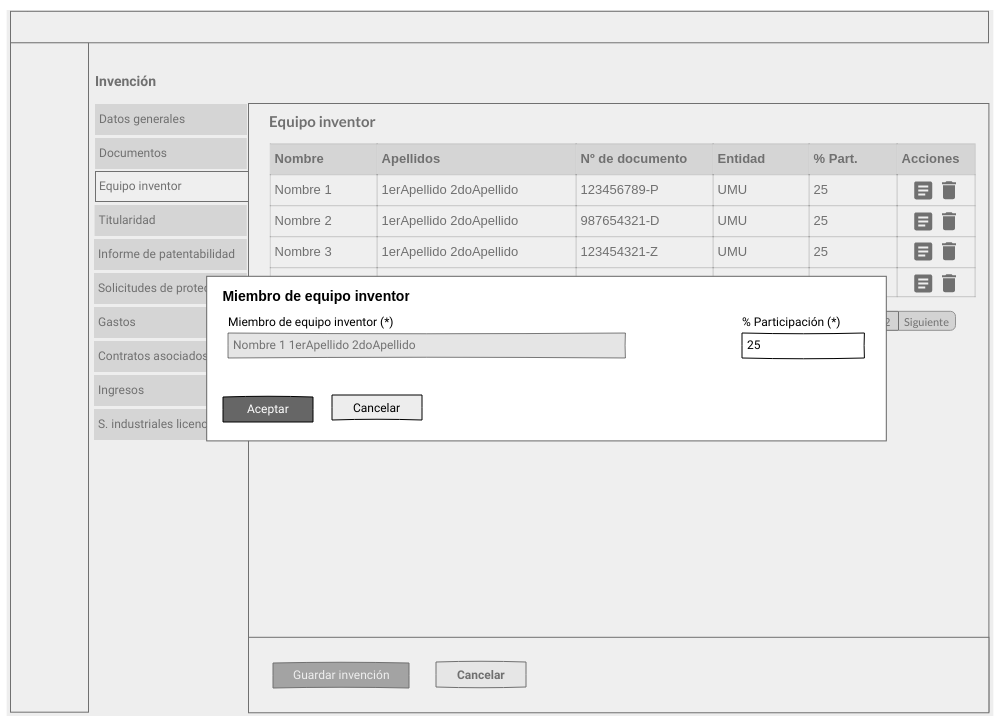 Invención
Datos generales
Documentos
Equipo inventor
Titularidad
Informe de patentabilidad
Solicitudes de
Gastos
Contratos asociados
Ingresos
S. industriales
Equipo inventor
Nombre Apellidos Nº de documento Entidad % Part. Acciones
Nombre 1 1erApellido 2doApellido 123456789-P UMU 25
Nombre 2 1erApellido 2doApellido 987654321-D UMU 25
Nombre 3 1erApellido 2doApellido 123454321-Z UMU 25
2 Siguiente
Miembro de equipo inventor
Miembro de equipo inventor (*) % Participación (*)
Nombre 1 1erApellido 2doApellido 25
Aceptar Cancelar
Guardar invención Cancelar